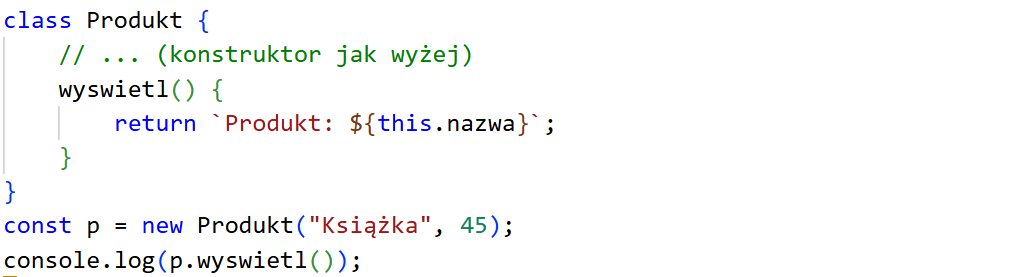 class Produkt {
    // ... (konstruktor jak wyżej)
    wyswietl() {
        return `Produkt: ${this.nazwa}`;
    }
}
const p = new Produkt("Książka", 45);
console.log(p.wyswietl());